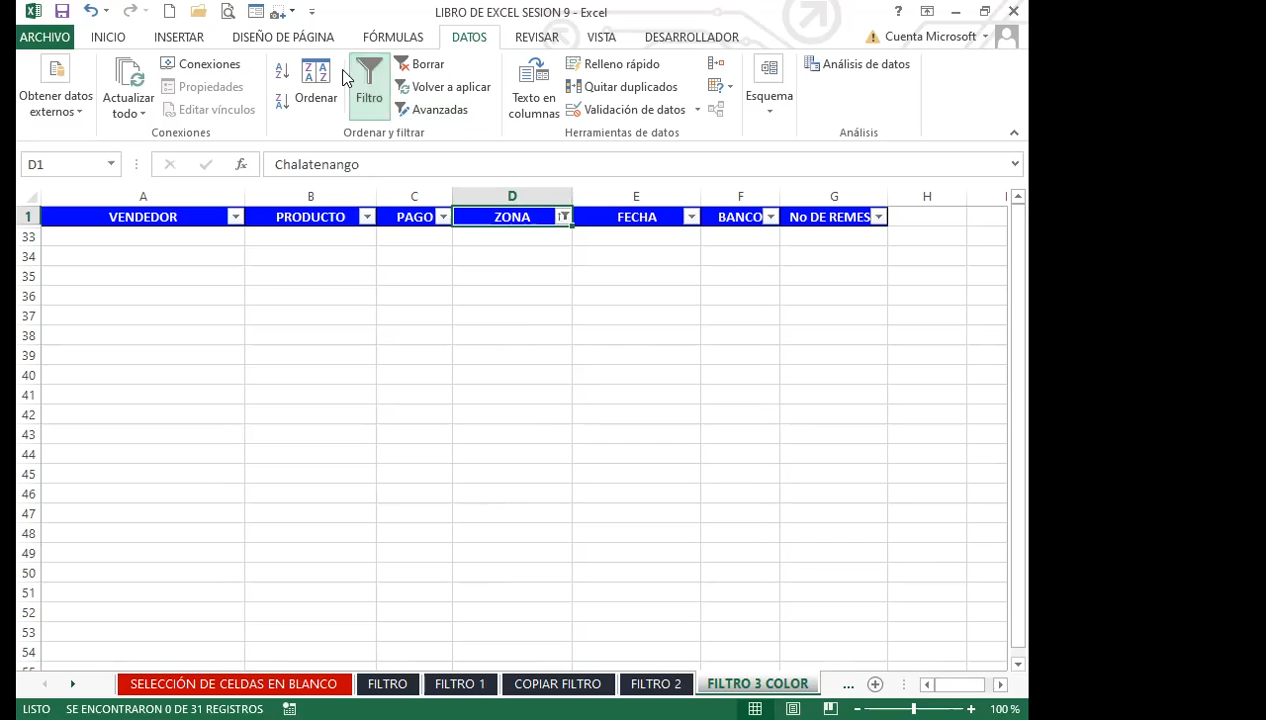 LIBRO DE EXCEL SESION 9 - Excel
?
ARCHIVO INICIO INSERTAR DISEÑO DE PÁGINA FÓRMULAS DATOS REVISAR VISTA DESARROLLADOR Cuenta Microsoft
Obtener datos externos
Actualizar todo
Conexiones
Propiedades
Editar vínculos
Conexiones
Ordenar
Filtro
Borrar
Volver a aplicar
Avanzadas
Ordenar y filtrar
Texto en columnas
Relleno rápido
Quitar duplicados
Validación de datos
Herramientas de datos
Esquema
Análisis de datos
Análisis
D1 fx Chalatenango
A B C D E F G H I
1 VENDEDOR PRODUCTO PAGO ZONA FECHA BANCO No DE REMES
33
34
35
36
37
38
39
40
41
42
43
44
45
46
47
48
49
50
51
52
53
54
SELECCIÓN DE CELDAS EN BLANCO FILTRO FILTRO 1 COPIAR FILTRO FILTRO 2 FILTRO 3 COLOR ...
LISTO SE ENCONTRARON 0 DE 31 REGISTROS 100 %